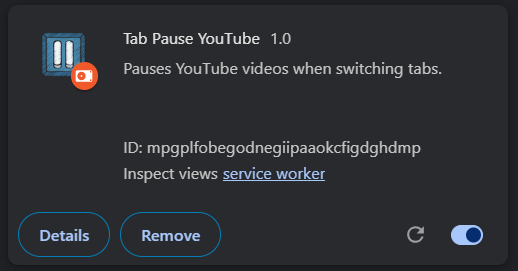 Tab Pause YouTube 1.0
Pauses YouTube videos when switching tabs.
ID: mpgplfobegodnegiipaaokcfigdghdmp
Inspect views service worker
Details Remove